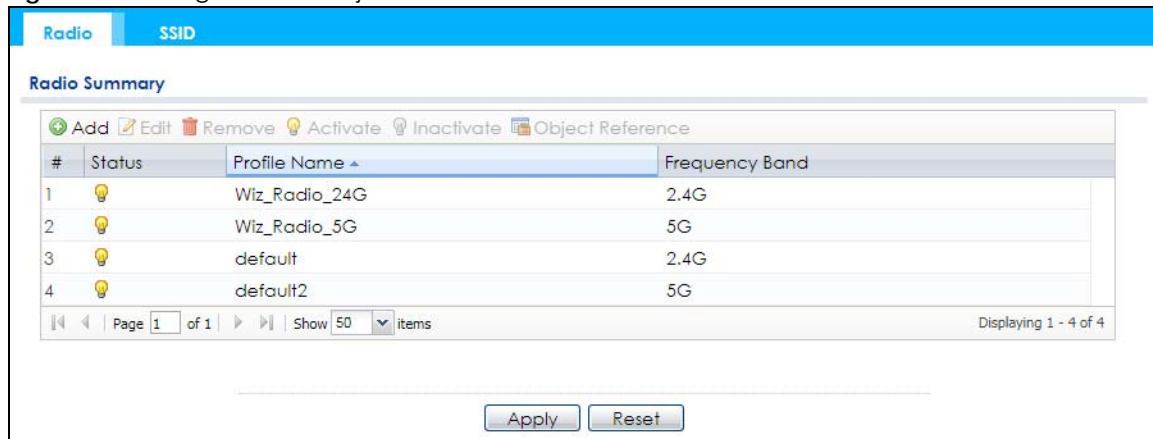 Radio SSID
Radio Summary
Add Edit Remove Activate Inactivate Object Reference
# Status Profile Name Frequency Band
1 Wiz_Radio_24G 2.4G
2 Wiz_Radio_5G 5G
3 default 2.4G
4 default2 5G
Page 1 of 1 Show 50 items Displaying 1 - 4 of 4
Apply Reset